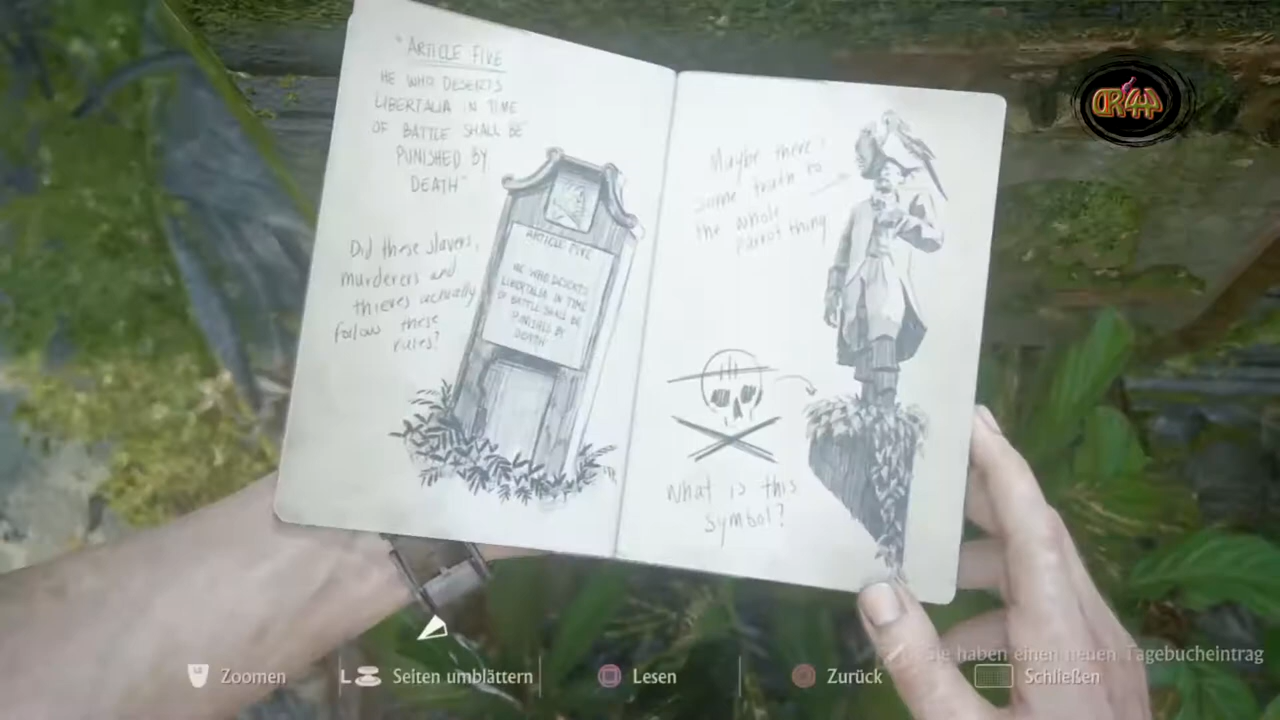 "ARTICLE FIVE
HE WHO DESERTS
LIBERTALIA IN TIME
OF BATTLE SHALL BE
PUNISHED BY
DEATH"
Did these slavers,
murderers and
thieves actually
follow these
rules?
ARTICLE FIVE
HE WHO DESERTS
LIBERTALIA IN TIME
OF BATTLE SHALL BE
PUNISHED BY
DEATH
Maybe there's
some truth to
the whole
parrot thing
What is this
symbol?
Sie haben einen neuen Tagebucheintrag
Zoomen
L
Seiten umblättern
Lesen
Zurück
Schließen